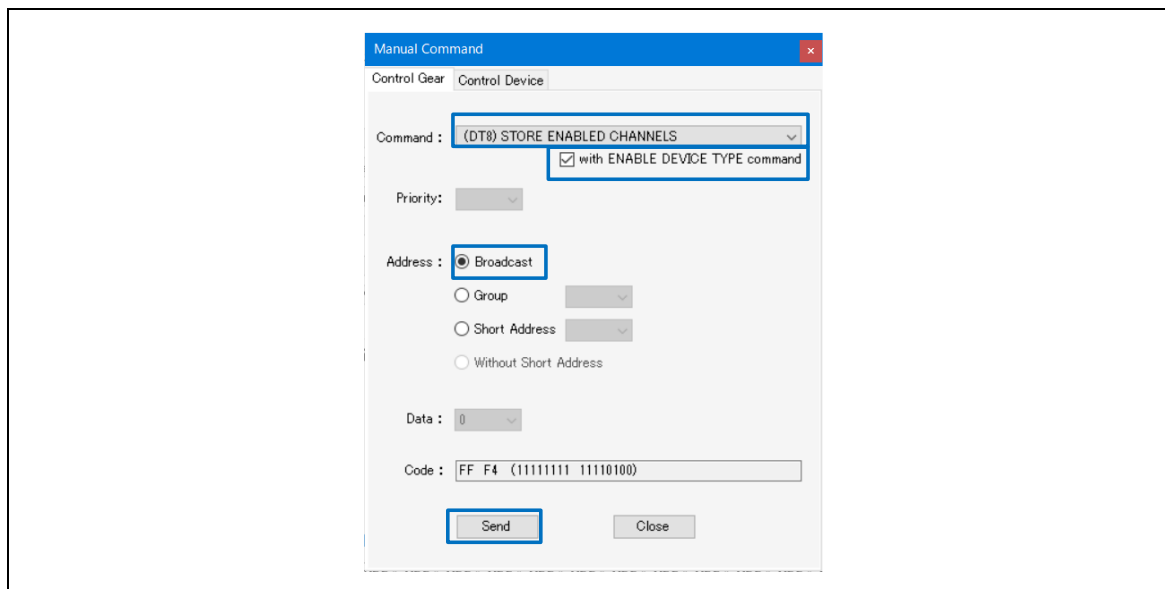 Manual Command
Control Gear Control Device
Command : (DT8) STORE ENABLED CHANNELS
with ENABLE DEVICE TYPE command
Priority:
Address : Broadcast
Group
Short Address
Without Short Address
Data : 0
Code : FF F4 (11111111 11110100)
Send Close